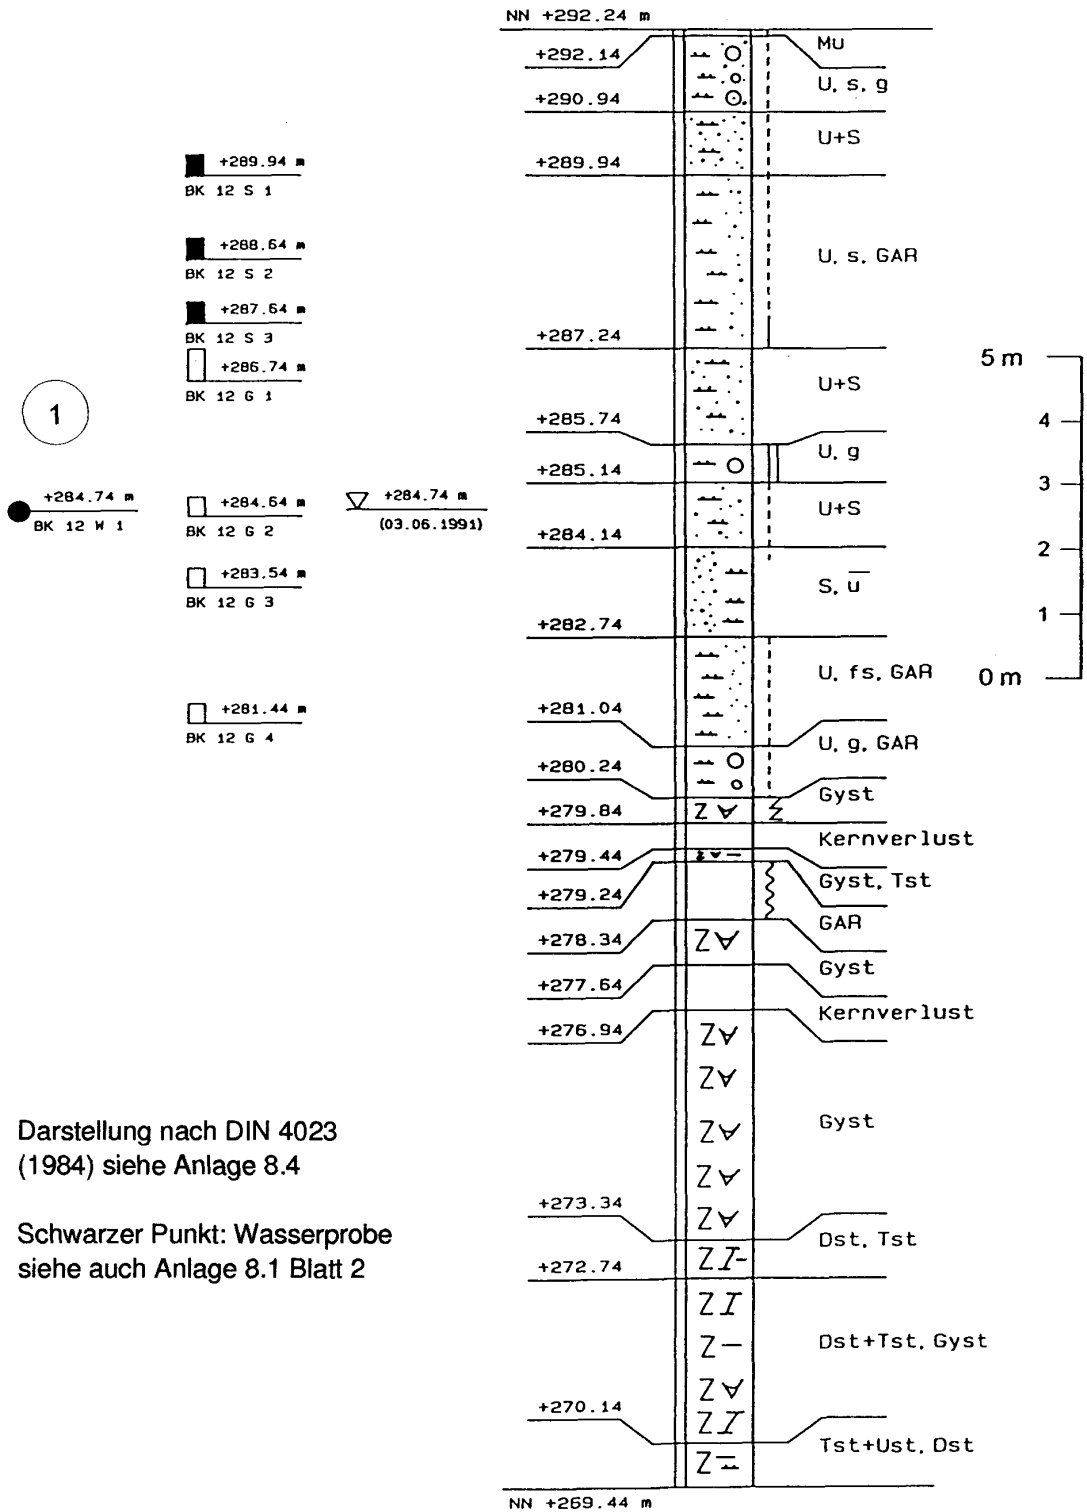 NN +292.24 m
+292.14
Mu
U, s, g
+290.94
U+S
+289.94
+289.94 m
BK 12 S 1
+288.64 m
BK 12 S 2
U, s, GAR
+287.64 m
BK 12 S 3
+287.24
+286.74 m
BK 12 G 1
U+S
5 m
1
+285.74
4
U, g
+285.14
3
+284.74 m
BK 12 W 1
+284.64 m
BK 12 G 2
+284.74 m
(03.06.1991)
U+S
+284.14
2
+283.54 m
BK 12 G 3
S, u̅
1
+282.74
U, fs, GAR
0 m
+281.44 m
BK 12 G 4
+281.04
U, g, GAR
+280.24
Gyst
+279.84
Kernverlust
+279.44
Gyst, Tst
+279.24
GAR
+278.34
Gyst
+277.64
Kernverlust
+276.94
Gyst
Darstellung nach DIN 4023
(1984) siehe Anlage 8.4
+273.34
Schwarzer Punkt: Wasserprobe
siehe auch Anlage 8.1 Blatt 2
Dst, Tst
+272.74
Dst+Tst, Gyst
+270.14
Tst+Ust, Dst
NN +269.44 m